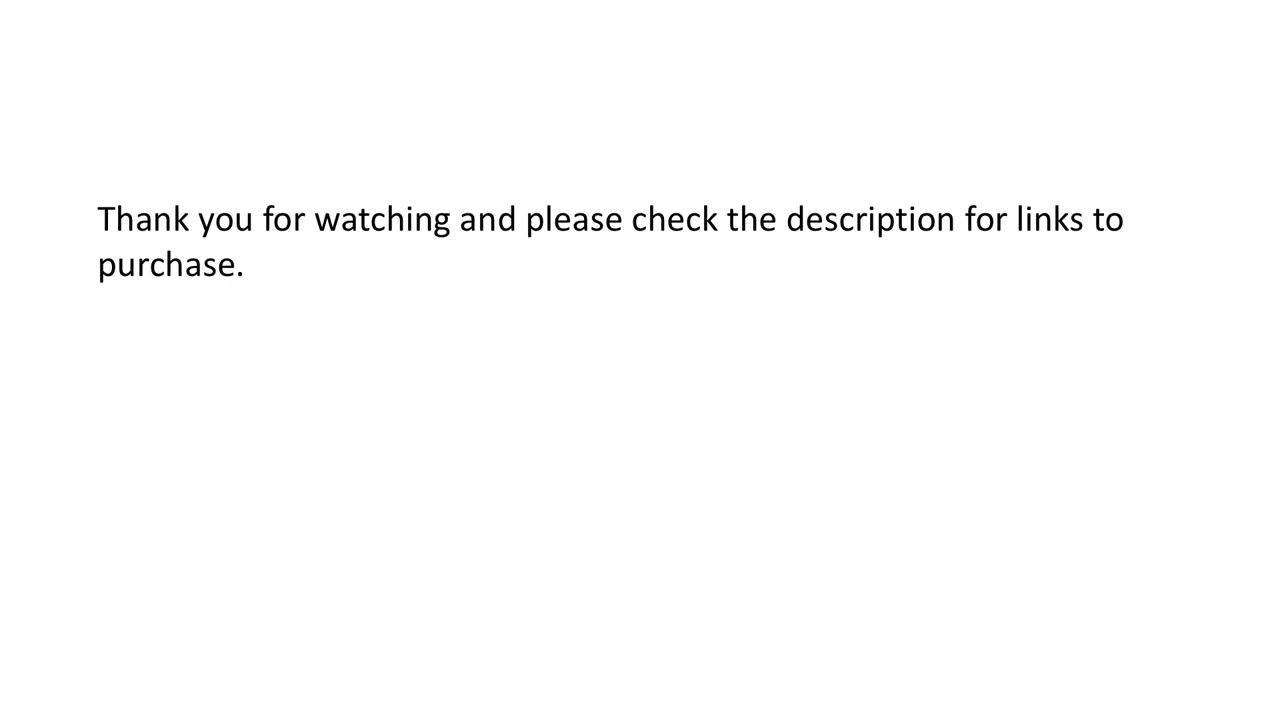 Thank you for watching and please check the description for links to
purchase.